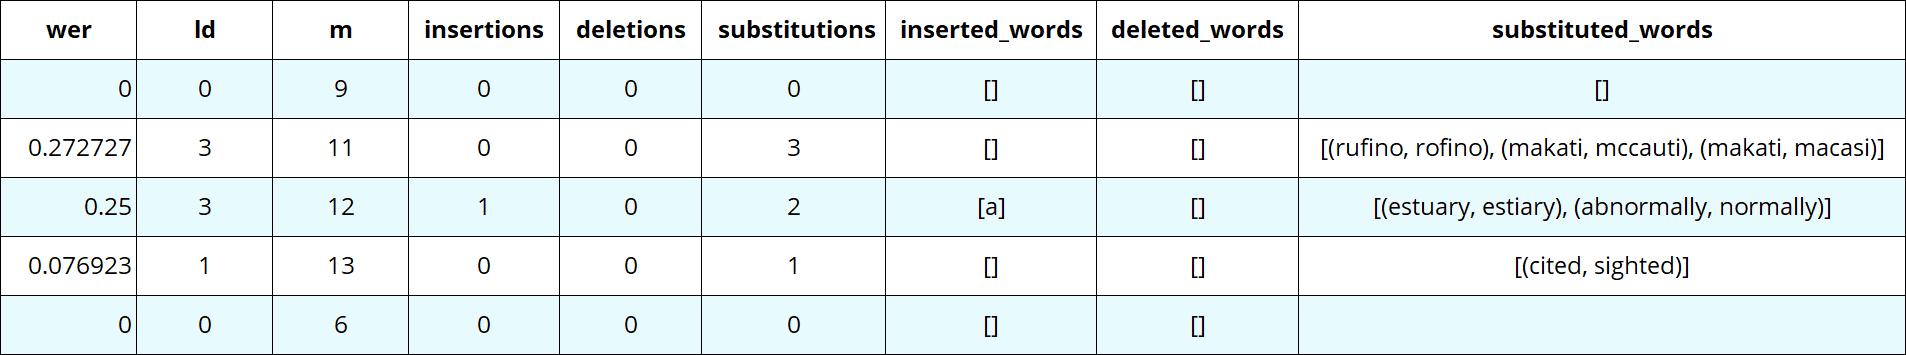 wer ld m insertions deletions substitutions inserted_words deleted_words substituted_words
0 0 9 0 0 0 [] [] []
0.272727 3 11 0 0 3 [] [] [(rufino, rofino), (makati, mccauti), (makati, macasi)]
0.25 3 12 1 0 2 [a] [] [(estuary, estiary), (abnormally, normally)]
0.076923 1 13 0 0 1 [] [] [(cited, sighted)]
0 0 6 0 0 0 [] []